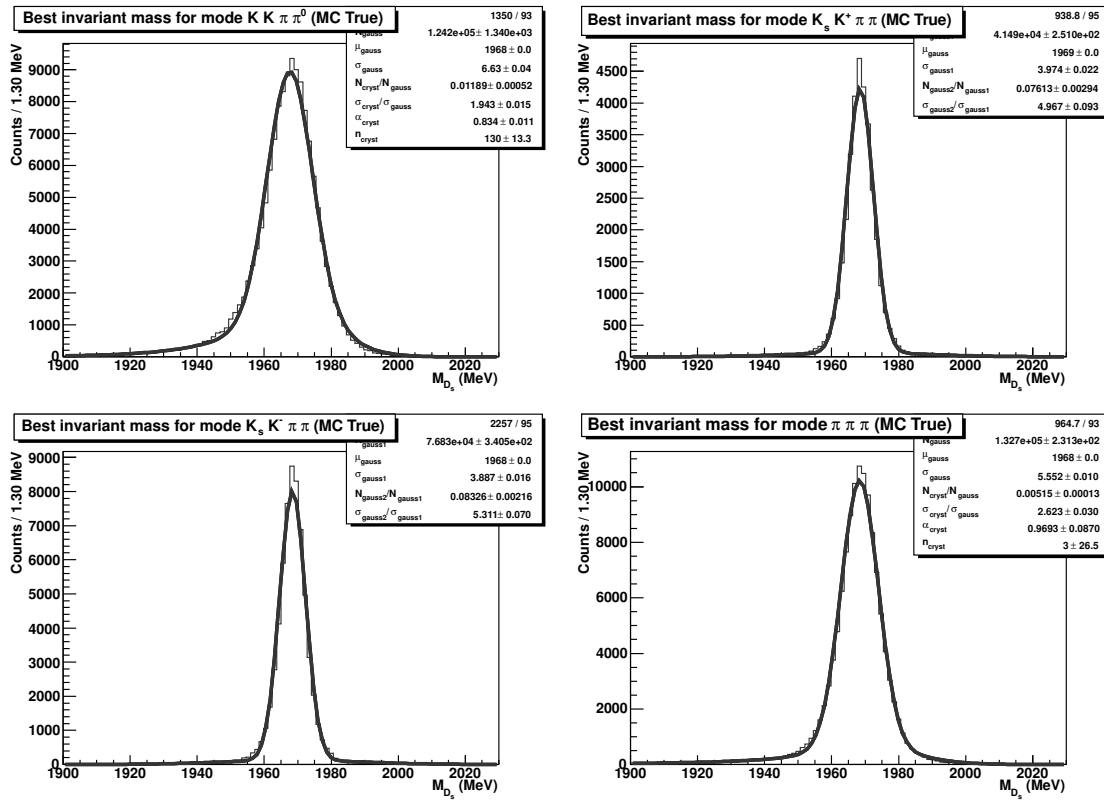 Best invariant mass for mode K K π π⁰ (MC True)
1350 / 93
N_gauss 1.242e+05 ± 1.340e+03
μ_gauss 1968 ± 0.0
σ_gauss 6.63 ± 0.04
N_cryst/N_gauss 0.01189 ± 0.00052
σ_cryst/σ_gauss 1.943 ± 0.015
α_cryst 0.834 ± 0.011
n_cryst 130 ± 13.3
Counts / 1.30 MeV
9000
8000
7000
6000
5000
4000
3000
2000
1000
0
1900 1920 1940 1960 1980 2000 2020
M_Ds (MeV)
Best invariant mass for mode K_s K⁺ π π (MC True)
938.8 / 95
4.149e+04 ± 2.510e+02
μ_gauss 1969 ± 0.0
σ_gauss1 3.974 ± 0.022
N_gauss2/N_gauss1 0.07613 ± 0.00294
σ_gauss2/σ_gauss1 4.967 ± 0.093
Counts / 1.30 MeV
4500
4000
3500
3000
2500
2000
1500
1000
500
0
1900 1920 1940 1960 1980 2000 2020
M_Ds (MeV)
Best invariant mass for mode K_s K⁻ π π (MC True)
2257 / 95
N_gauss1 7.683e+04 ± 3.405e+02
μ_gauss 1968 ± 0.0
σ_gauss1 3.887 ± 0.016
N_gauss2/N_gauss1 0.08326 ± 0.00216
σ_gauss2/σ_gauss1 5.311 ± 0.070
Counts / 1.30 MeV
9000
8000
7000
6000
5000
4000
3000
2000
1000
0
1900 1920 1940 1960 1980 2000 2020
M_Ds (MeV)
Best invariant mass for mode π π π (MC True)
964.7 / 93
N_gauss 1.327e+05 ± 2.313e+02
μ_gauss 1968 ± 0.0
σ_gauss 5.552 ± 0.010
N_cryst/N_gauss 0.00515 ± 0.00013
σ_cryst/σ_gauss 2.623 ± 0.030
α_cryst 0.9693 ± 0.0870
n_cryst 3 ± 26.5
Counts / 1.30 MeV
10000
8000
6000
4000
2000
0
1900 1920 1940 1960 1980 2000 2020
M_Ds (MeV)